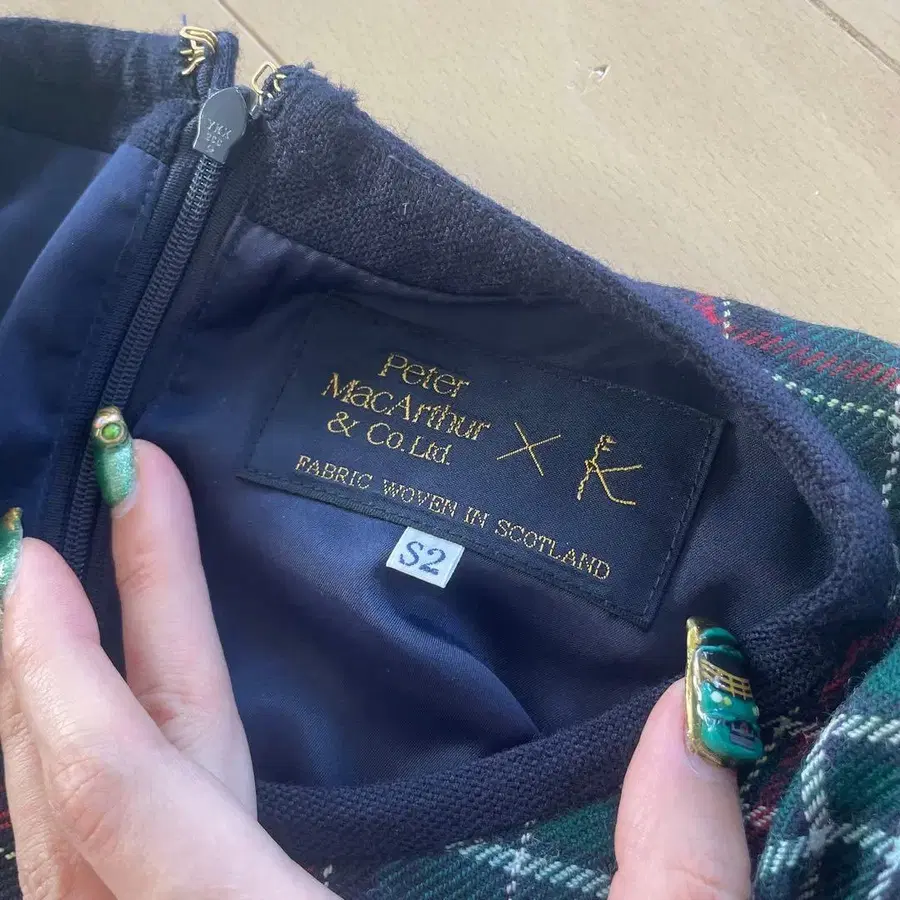 YKK
Peter
MacArthur
& Co. Ltd.
× K
FABRIC WOVEN IN SCOTLAND
S2